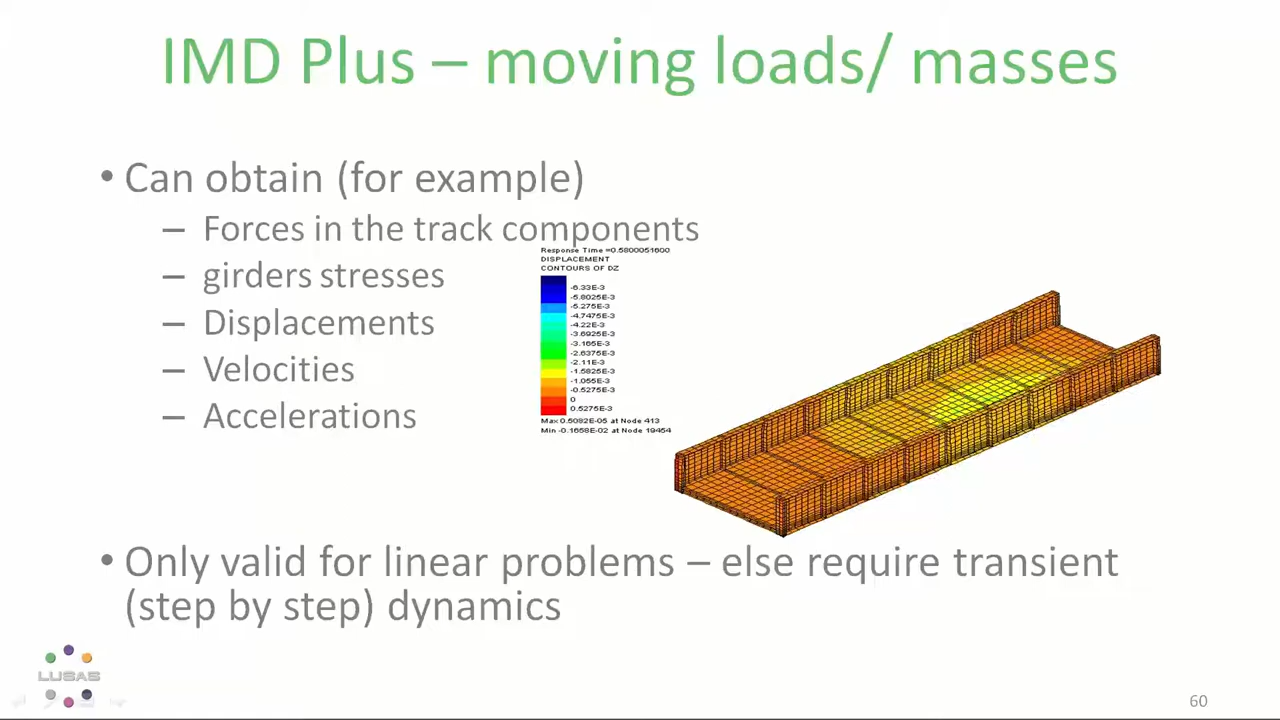 IMD Plus – moving loads/ masses
• Can obtain (for example)
– Forces in the track components
– girders stresses
– Displacements
– Velocities
– Accelerations
Response Time =0.5800051600
DISPLACEMENT
CONTOURS OF DZ
-6.33E-3
-5.8025E-3
-5.275E-3
-4.7475E-3
-4.22E-3
-3.6925E-3
-3.165E-3
-2.6375E-3
-2.11E-3
-1.5825E-3
-1.055E-3
-0.5275E-3
0
0.5275E-3
Max 0.5082E-05 at Node 413
Min -0.1658E-02 at Node 19454
• Only valid for linear problems – else require transient
(step by step) dynamics
LUSAS
60